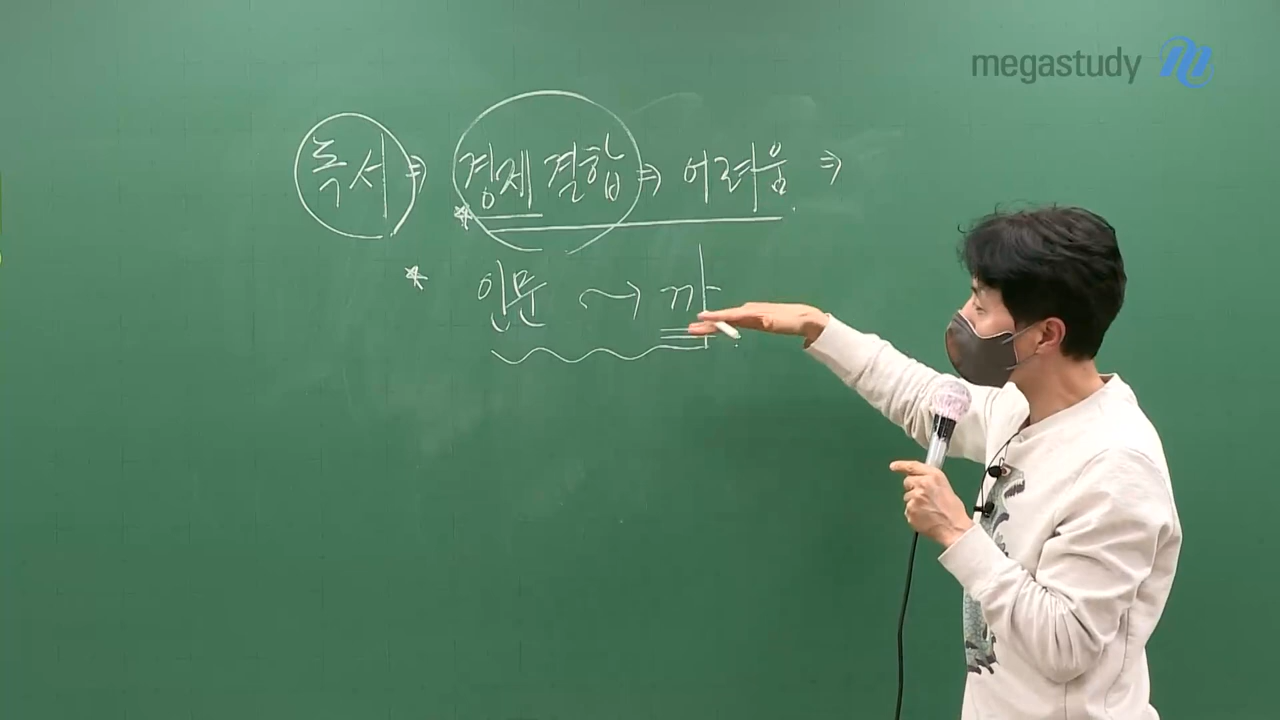 megastudy
독서 ⇒ 경제 결합 ⇒ 어려움 ⇒
인문 → 까